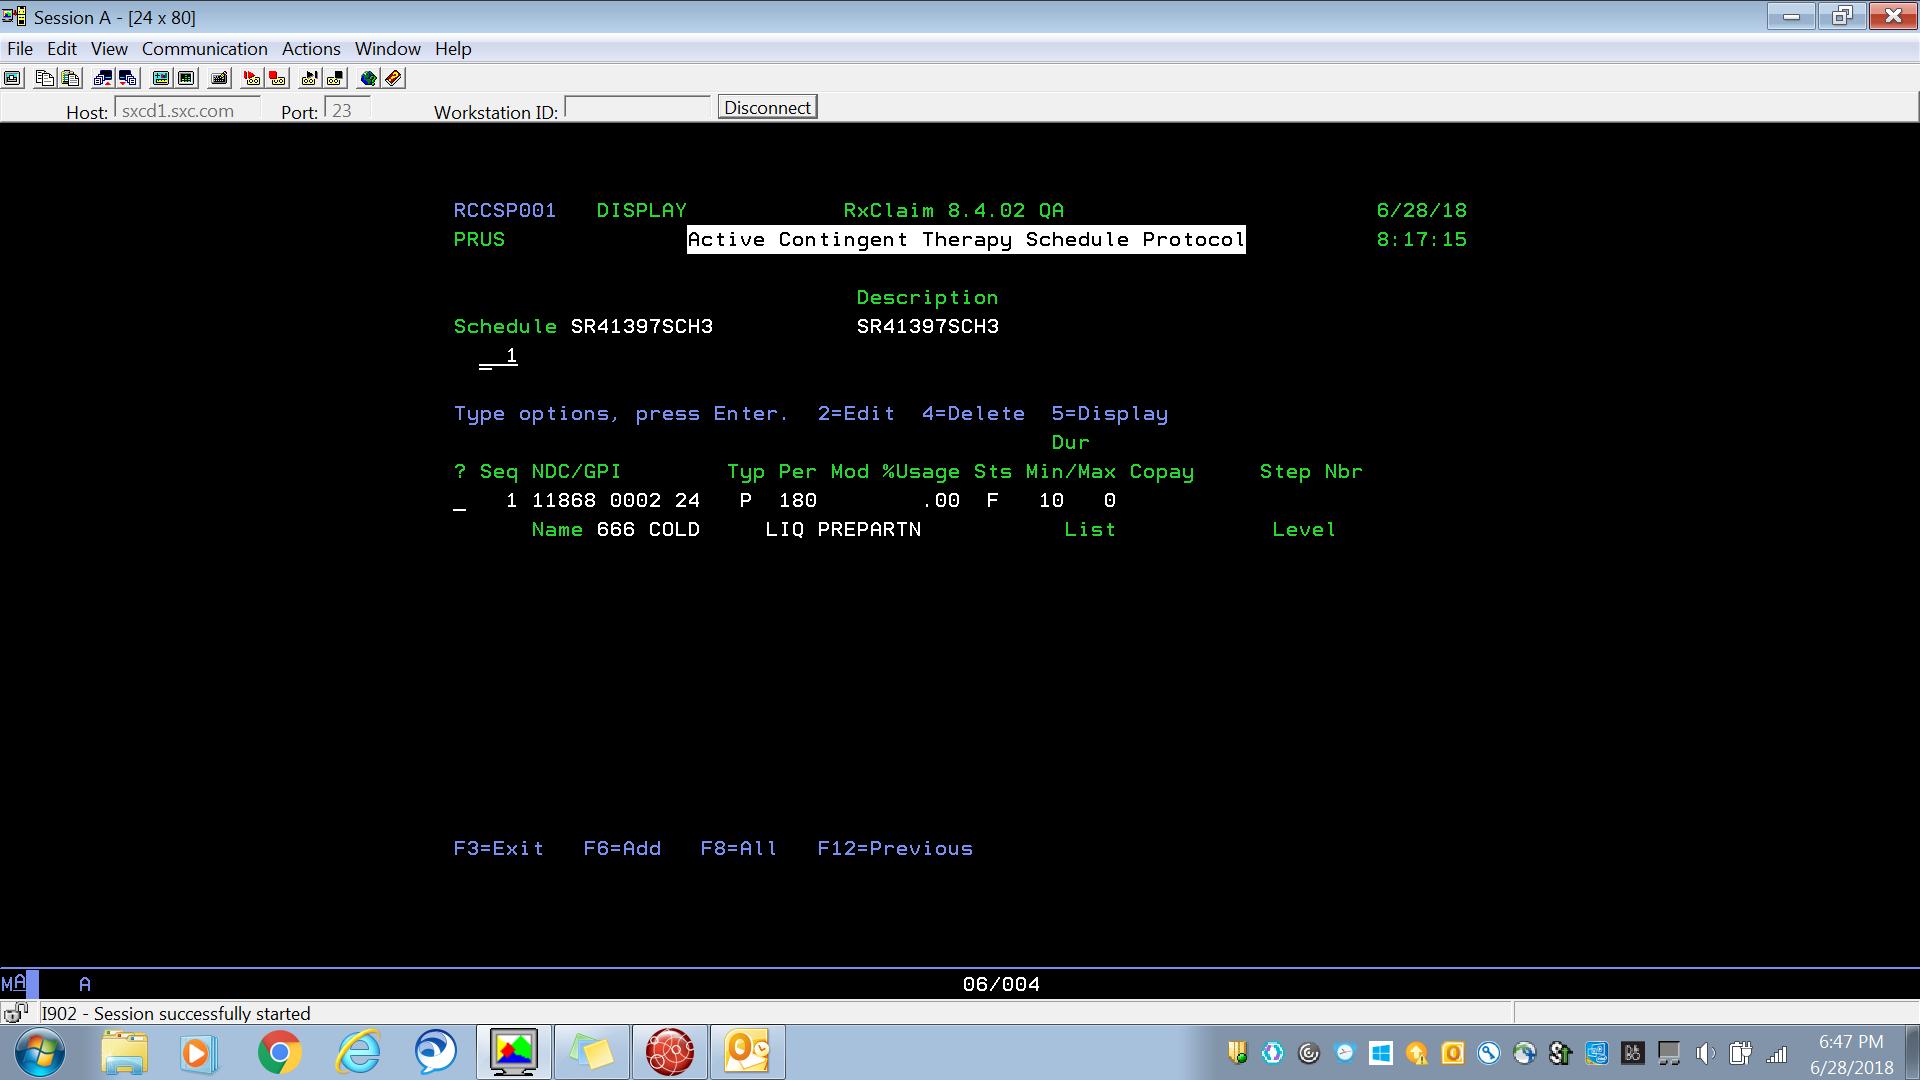 Session A - [24 x 80]
File Edit View Communication Actions Window Help
Host: sxcd1.sxc.com Port: 23 Workstation ID: Disconnect
RCCSP001 DISPLAY RxClaim 8.4.02 QA 6/28/18
PRUS Active Contingent Therapy Schedule Protocol 8:17:15
Description
Schedule SR41397SCH3 SR41397SCH3
1
Type options, press Enter. 2=Edit 4=Delete 5=Display
Dur
? Seq NDC/GPI Typ Per Mod %Usage Sts Min/Max Copay Step Nbr
_ 1 11868 0002 24 P 180 .00 F 10 0
Name 666 COLD LIQ PREPARTN List Level
F3=Exit F6=Add F8=All F12=Previous
MA A 06/004
I902 - Session successfully started
6:47 PM
6/28/2018